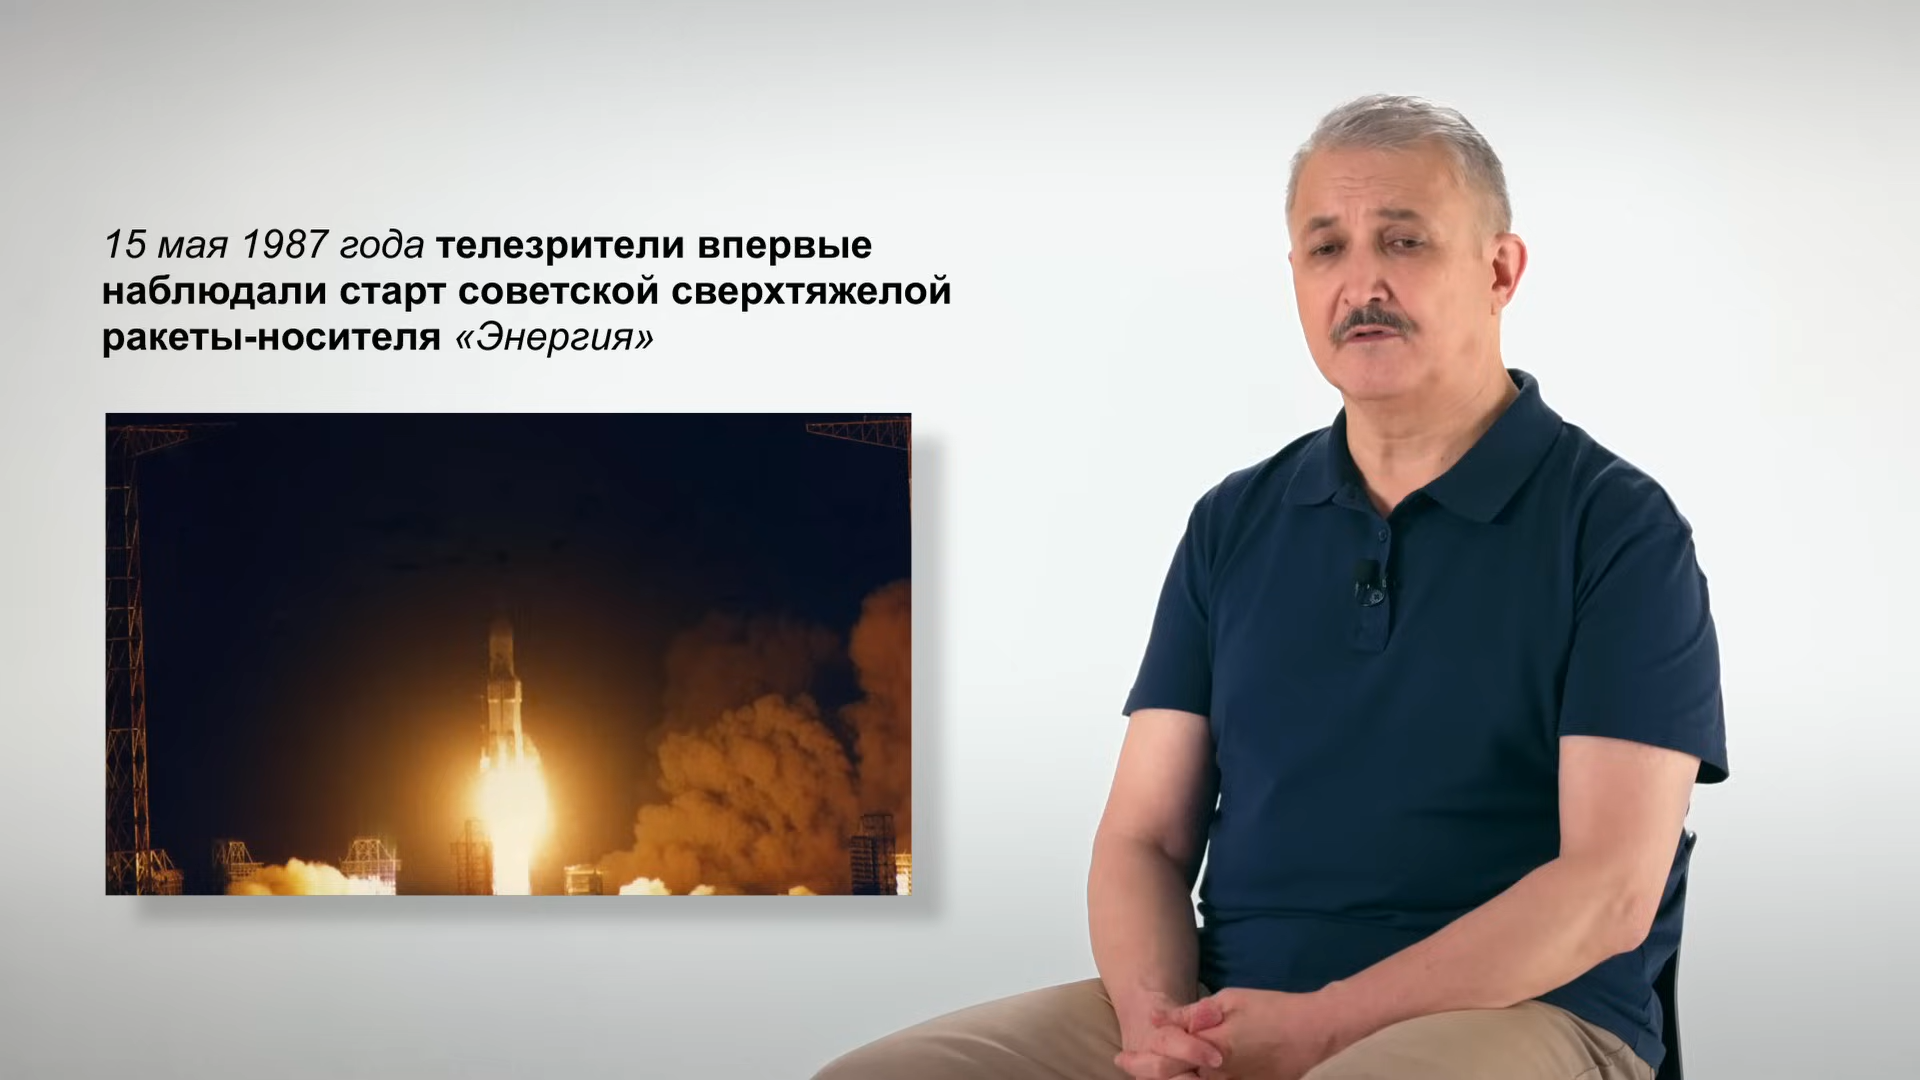 15 мая 1987 года телезрители впервые
наблюдали старт советской сверхтяжелой
ракеты-носителя «Энергия»